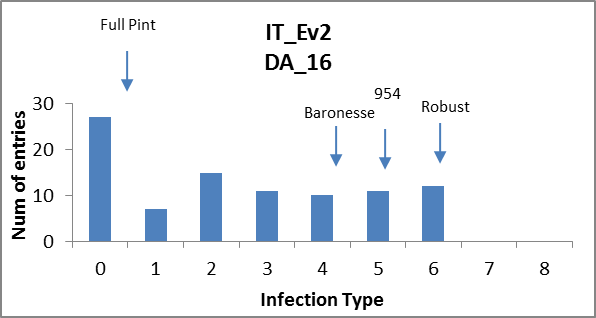 Full Pint
IT_Ev2
DA_16
954
Baronesse
Robust
Num of entries
30
20
10
0
0 1 2 3 4 5 6 7 8
Infection Type